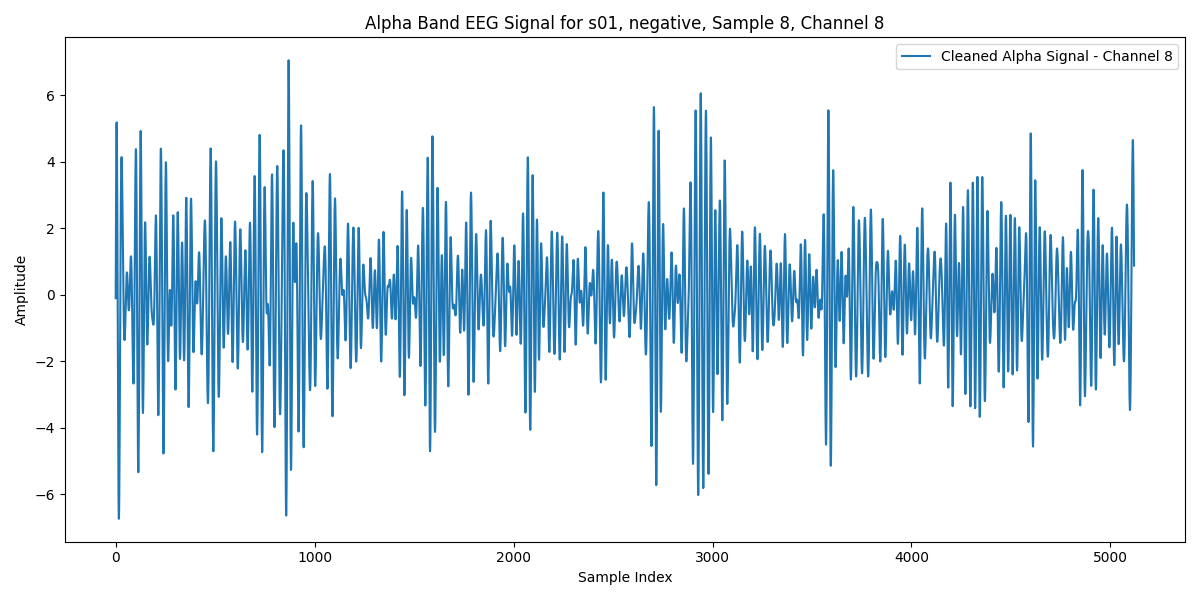 Alpha Band EEG Signal for s01, negative, Sample 8, Channel 8
Cleaned Alpha Signal - Channel 8
Amplitude
6
4
2
0
−2
−4
−6
0 1000 2000 3000 4000 5000
Sample Index